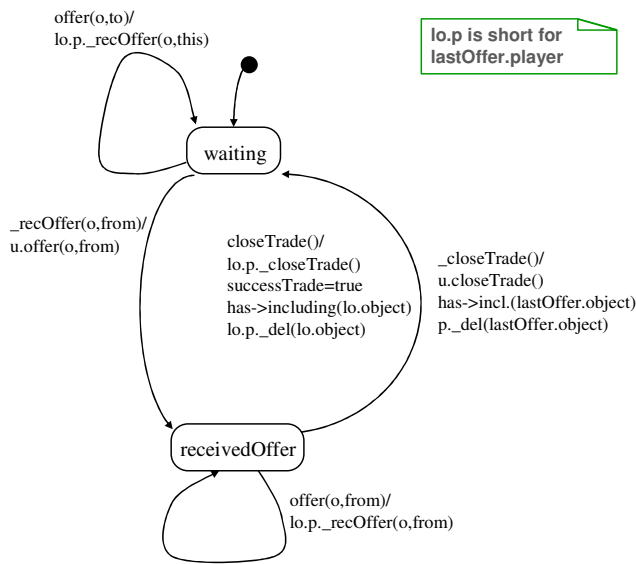 offer(o,to)/
lo.p._recOffer(o,this)
lo.p is short for
lastOffer.player
waiting
_recOffer(o,from)/
u.offer(o,from)
closeTrade()/
lo.p._closeTrade()
successTrade=true
has->including(lo.object)
lo.p._del(lo.object)
_closeTrade()/
u.closeTrade()
has->incl.(lastOffer.object)
p._del(lastOffer.object)
receivedOffer
offer(o,from)/
lo.p._recOffer(o,from)